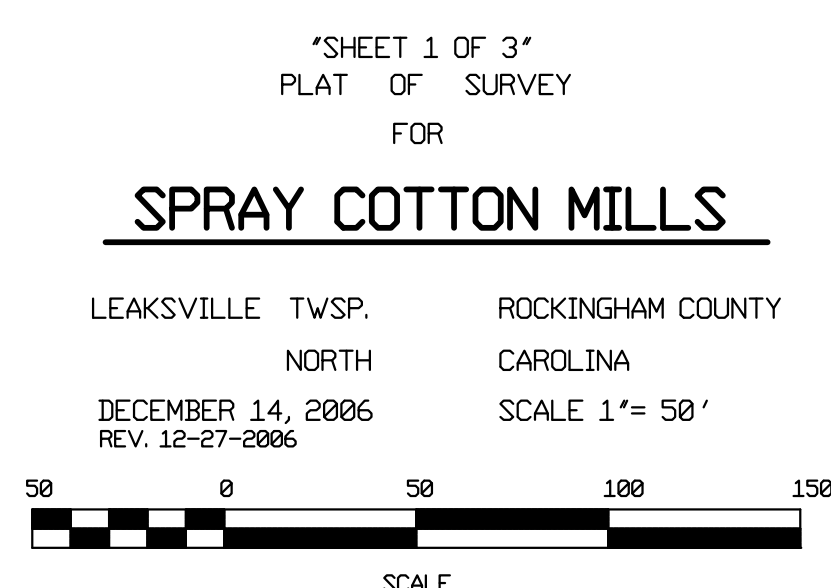 "SHEET 1 OF 3"
PLAT OF SURVEY
FOR
SPRAY COTTON MILLS
LEAKSVILLE TWSP. ROCKINGHAM COUNTY
NORTH CAROLINA
DECEMBER 14, 2006 SCALE 1"= 50'
REV. 12-27-2006
50 0 50 100 150
SCALE